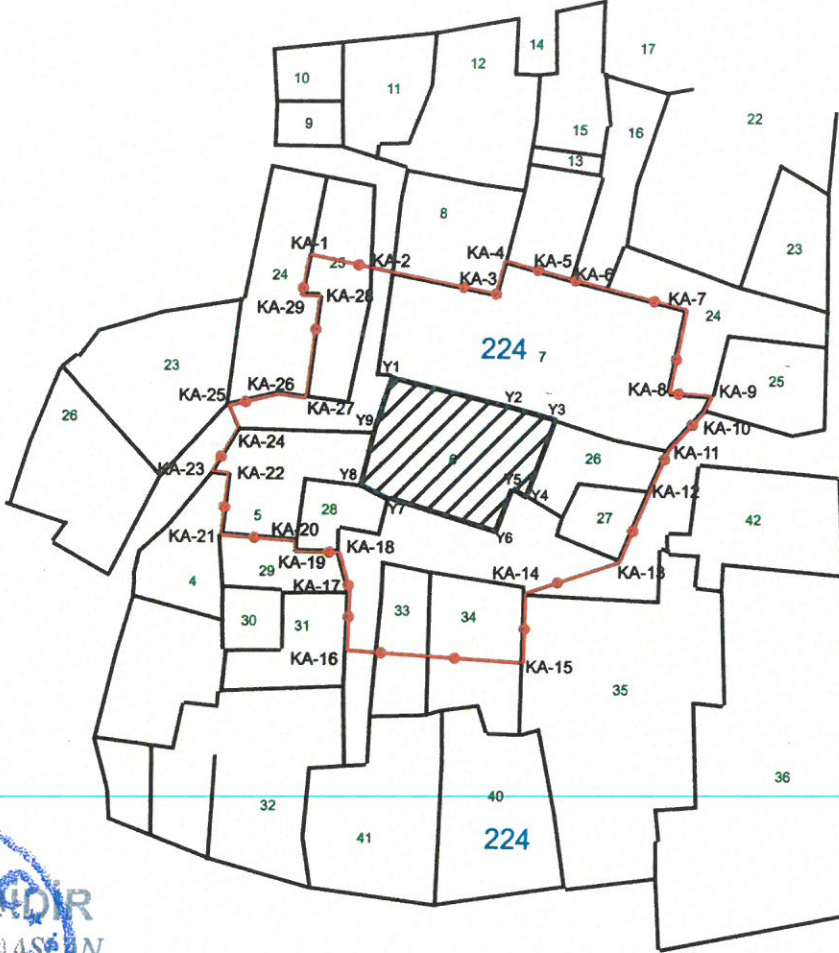 14
17
12
10
11
22
15
16
9
13
8
23
KA-4
KA-1
25
KA-2
KA-5
KA-6
24
KA-3
KA-7
KA-29
KA-28
24
224
7
23
Y1
25
KA-8
KA-9
KA-26
KA-25
KA-27
Y2
Y3
26
Y9
KA-10
KA-24
KA-11
26
KA-23
KA-22
6
Y8
Y5
Y4
KA-12
Y7
28
27
42
5
KA-20
Y6
KA-21
KA-18
KA-19
KA-13
29
KA-14
4
KA-17
33
34
30
31
KA-16
KA-15
35
36
32
40
41
224